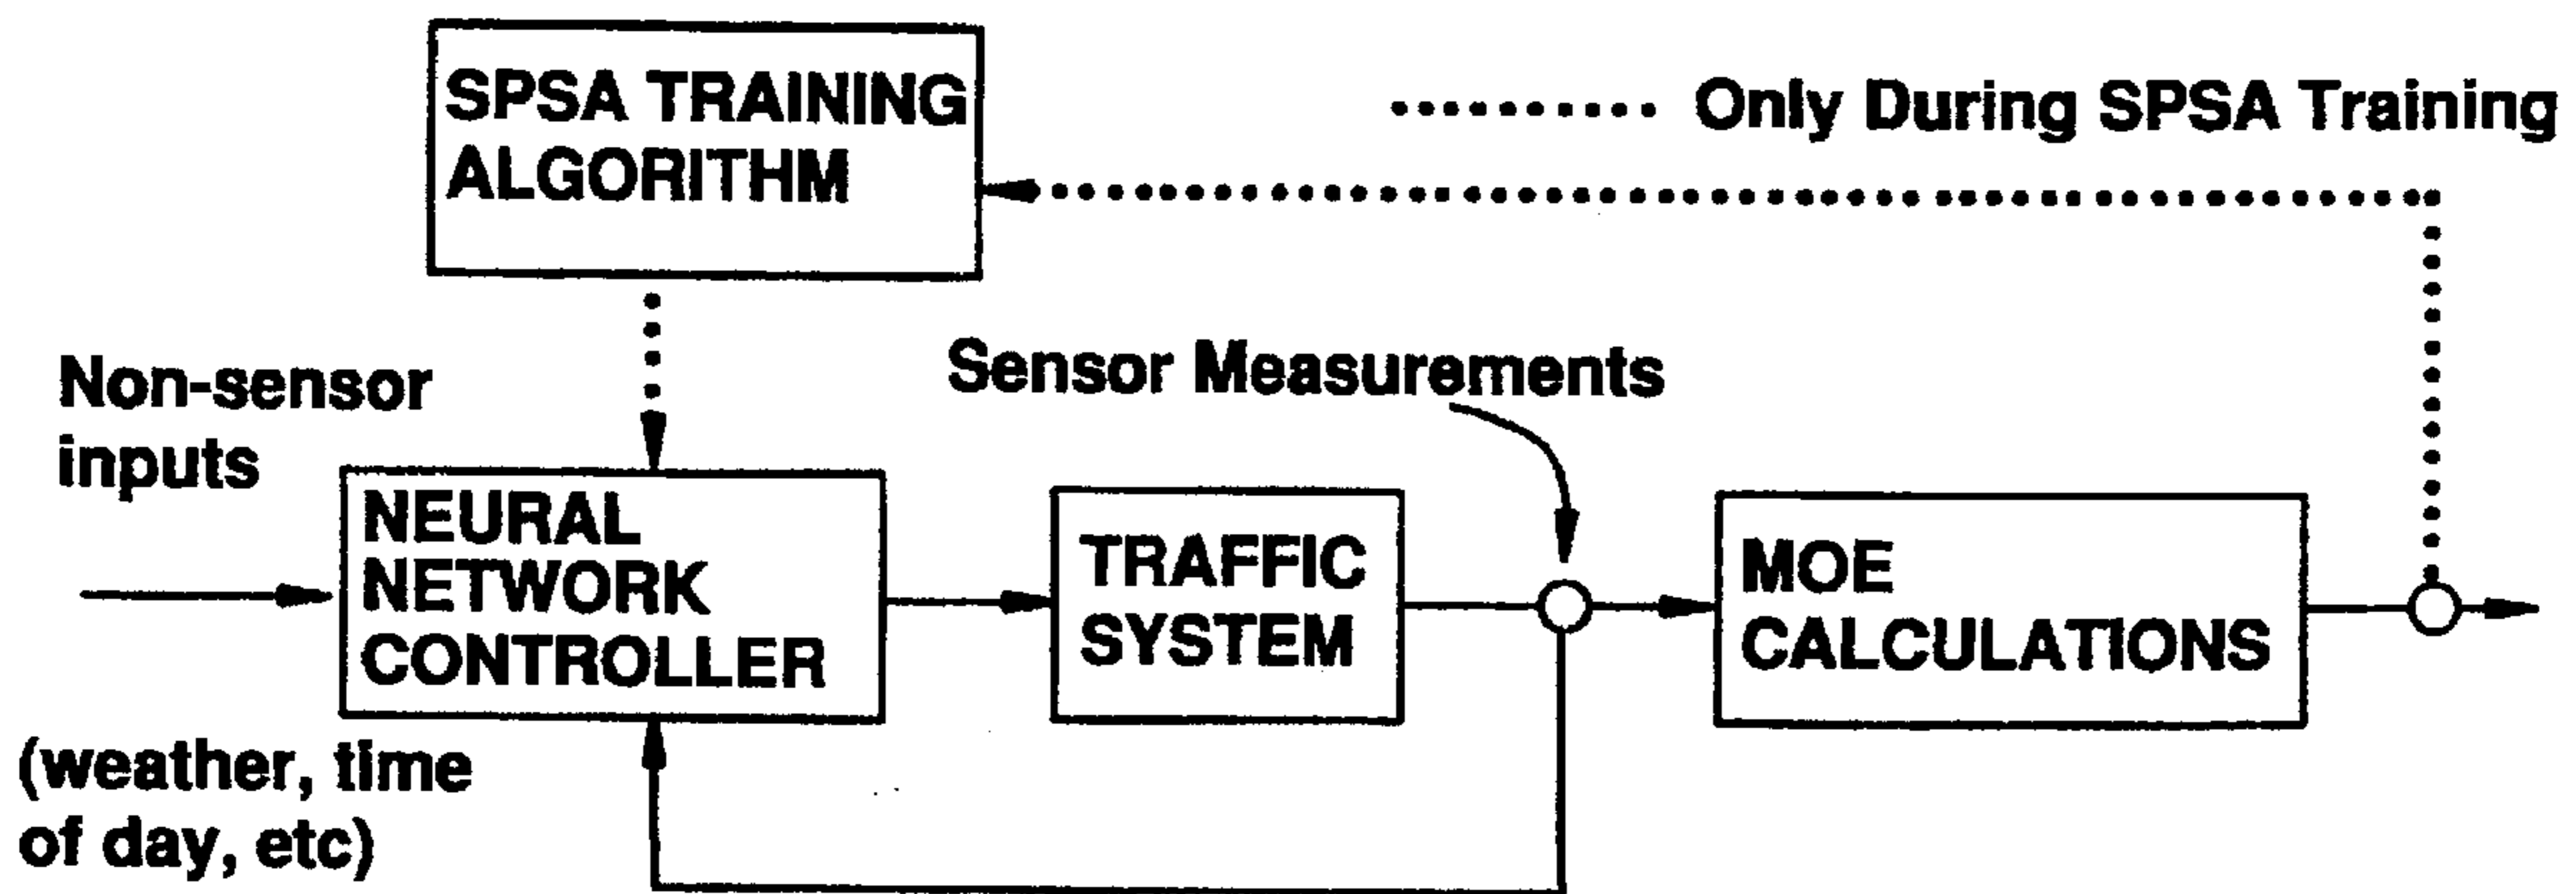 SPSA TRAINING
ALGORITHM
Only During SPSA Training
Non-sensor
inputs
Sensor Measurements
NEURAL
NETWORK
CONTROLLER
TRAFFIC
SYSTEM
MOE
CALCULATIONS
(weather, time
of day, etc)